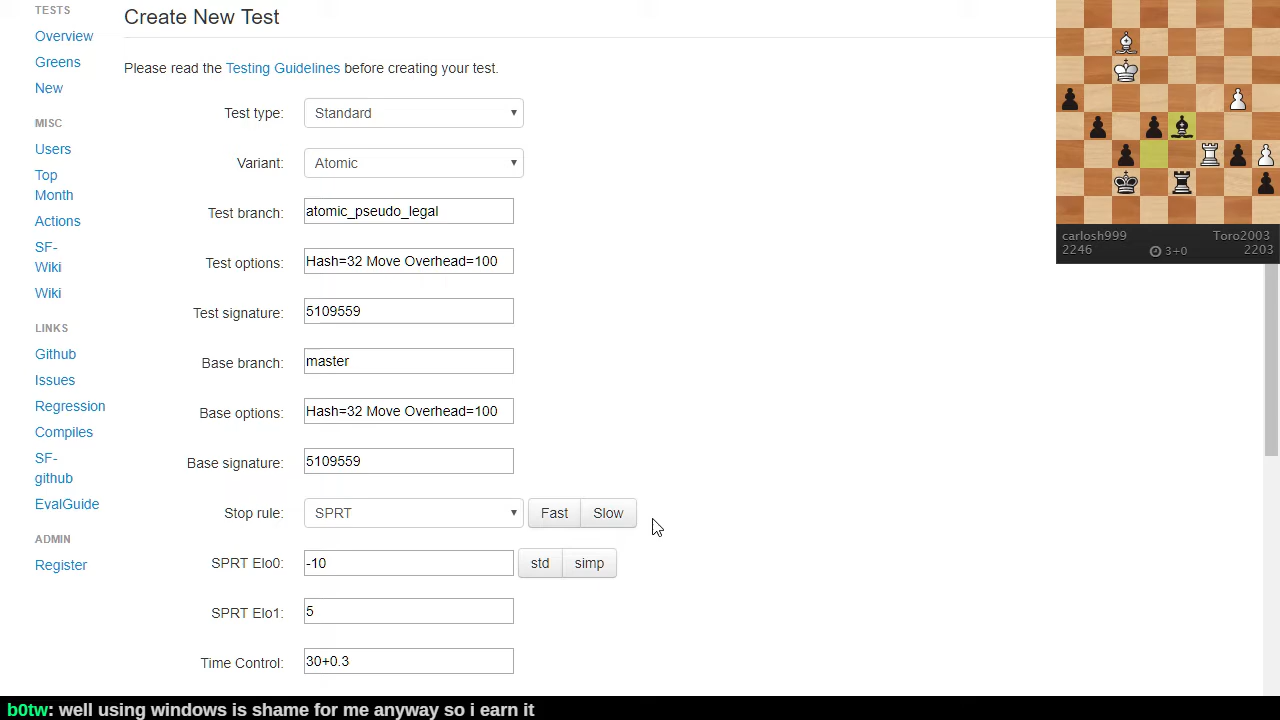 TESTS
Overview
Greens
New
MISC
Users
Top
Month
Actions
SF-
Wiki
Wiki
LINKS
Github
Issues
Regression
Compiles
SF-
github
EvalGuide
ADMIN
Register
Create New Test
Please read the Testing Guidelines before creating your test.
Test type: Standard
Variant: Atomic
Test branch: atomic_pseudo_legal
Test options: Hash=32 Move Overhead=100
Test signature: 5109559
Base branch: master
Base options: Hash=32 Move Overhead=100
Base signature: 5109559
Stop rule: SPRT Fast Slow
SPRT Elo0: -10 std simp
SPRT Elo1: 5
Time Control: 30+0.3
carlosh999 Toro2003
2246 3+0 2203
b0tw: well using windows is shame for me anyway so i earn it